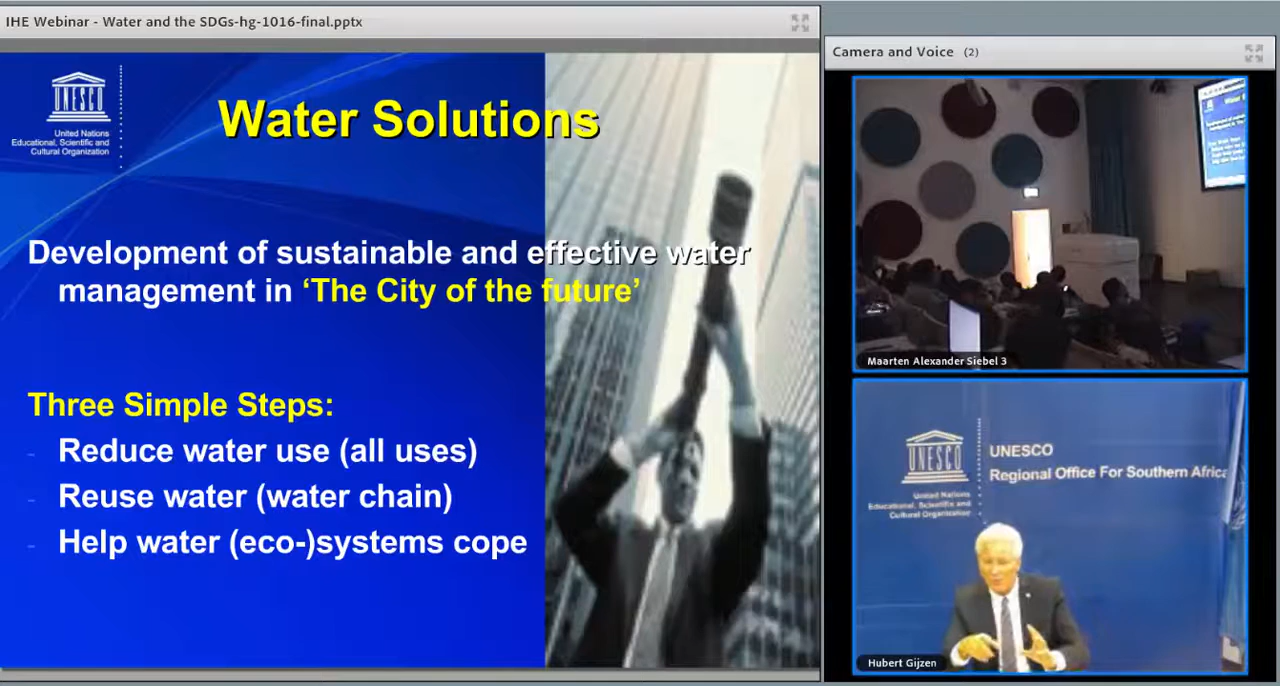 IHE Webinar - Water and the SDGs-hg-1016-final.pptx
UNESCO
United Nations
Educational, Scientific and
Cultural Organization
Water Solutions
Development of sustainable and effective water
management in ‘The City of the future’
Three Simple Steps:
- Reduce water use (all uses)
- Reuse water (water chain)
- Help water (eco-)systems cope
Camera and Voice (2)
Maarten Alexander Siebel 3
UNESCO
United Nations
Educational, Scientific and
Cultural Organization
UNESCO
Regional Office For Southern Africa
Hubert Gijzen